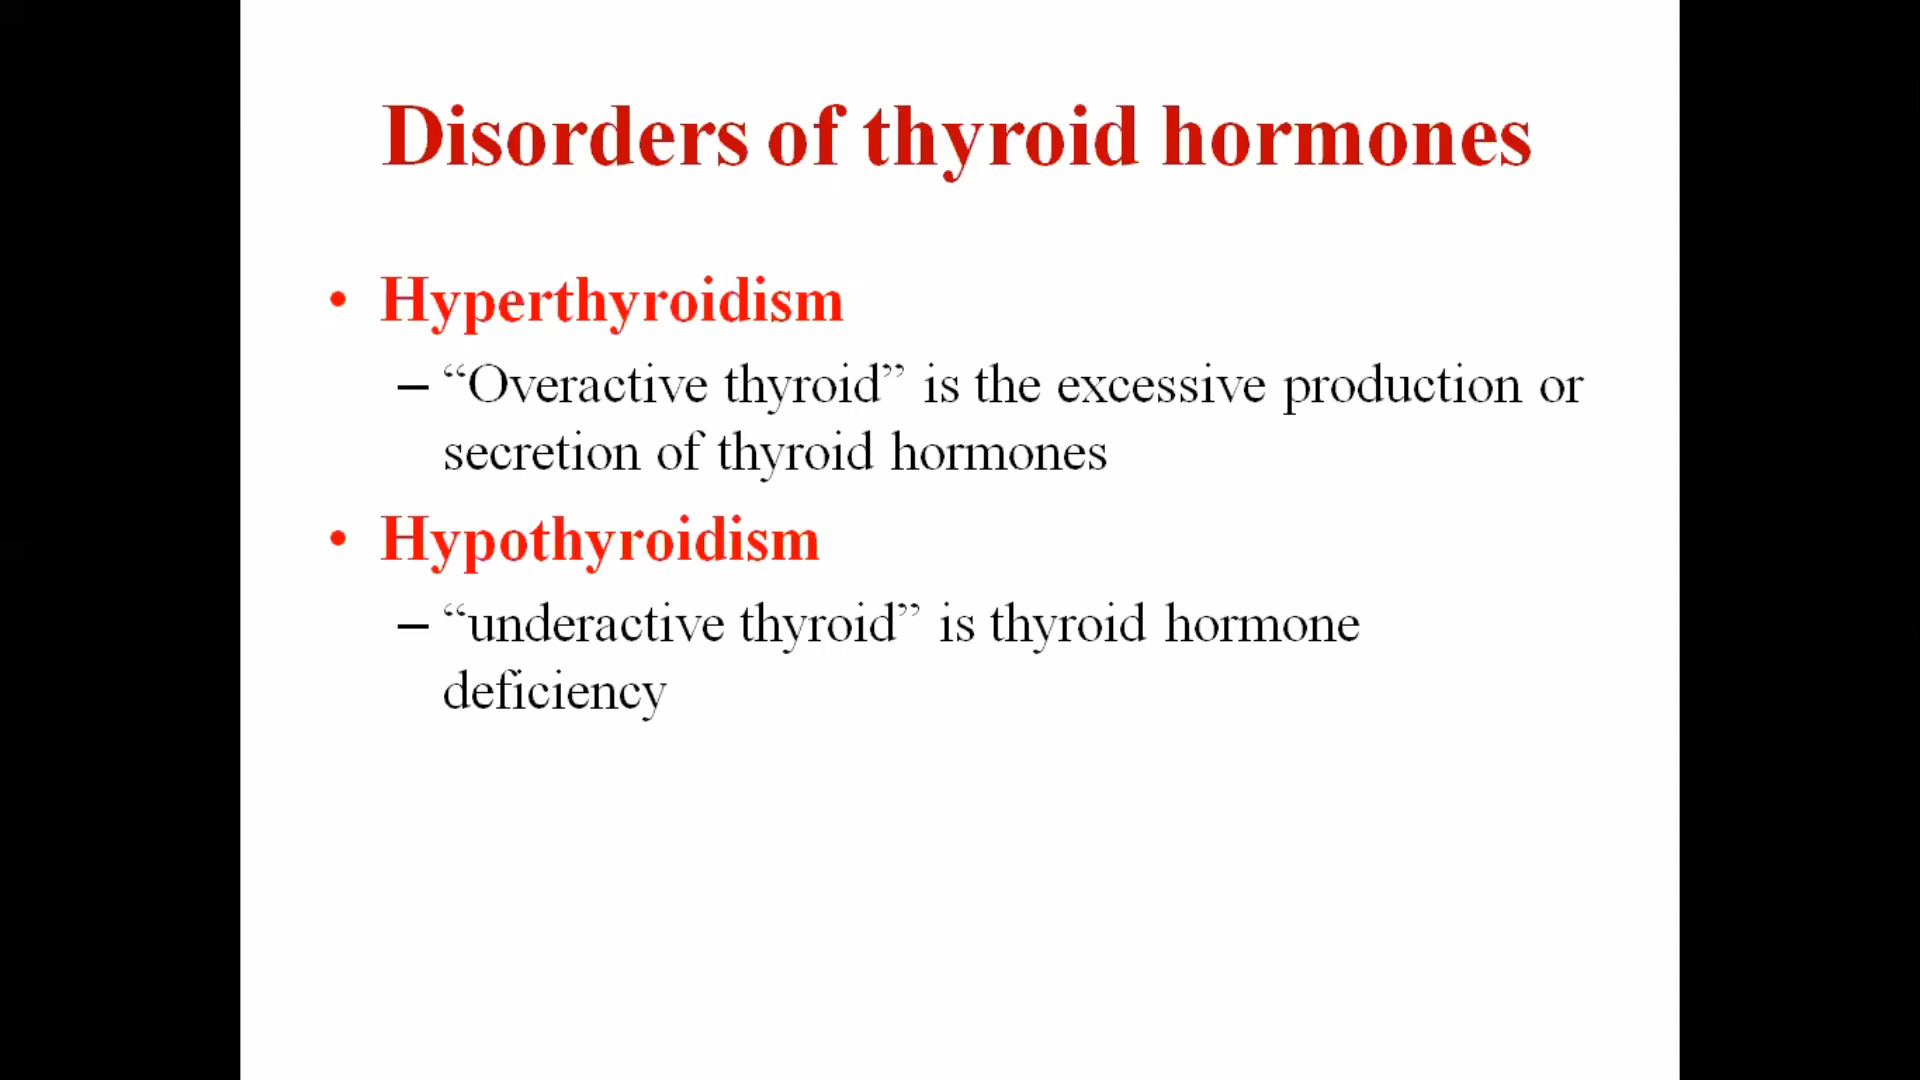 Disorders of thyroid hormones
• Hyperthyroidism
– “Overactive thyroid” is the excessive production or
secretion of thyroid hormones
• Hypothyroidism
– “underactive thyroid” is thyroid hormone
deficiency